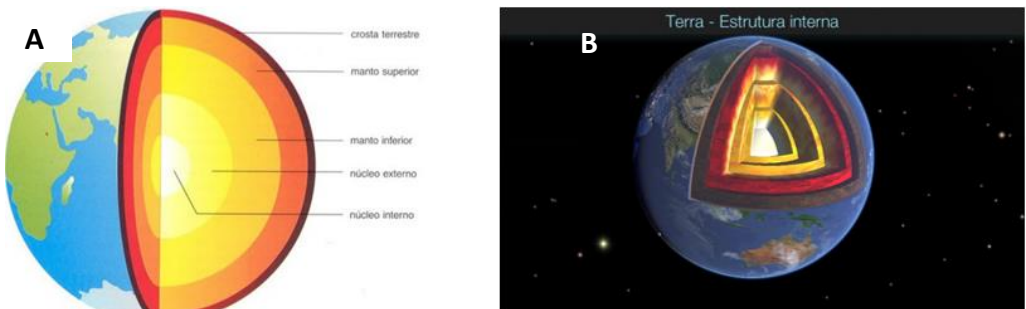 A
crosta terrestre
manto superior
manto inferior
núcleo externo
núcleo interno
Terra - Estrutura interna
B